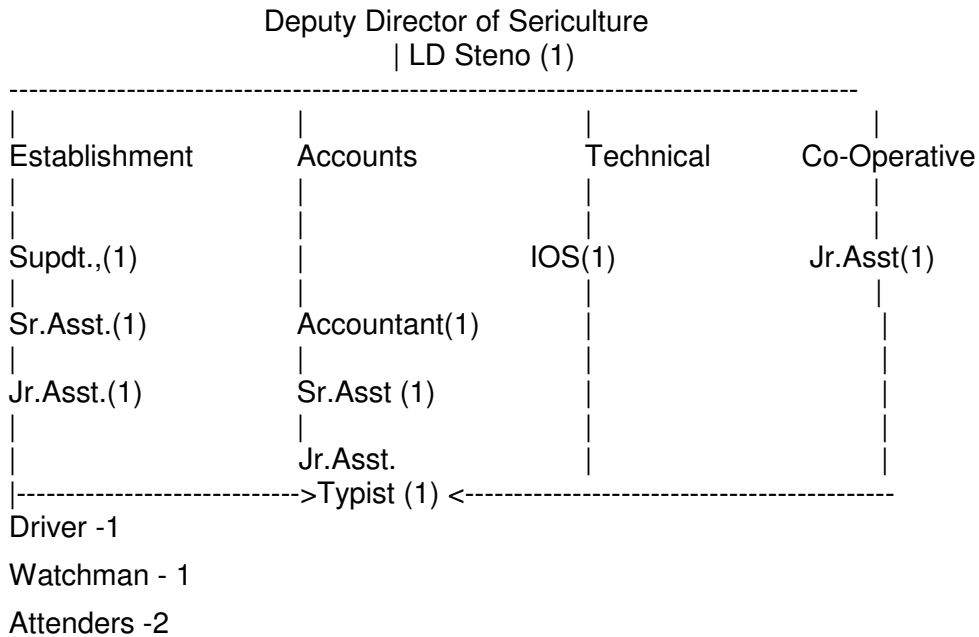 Deputy Director of Sericulture
| LD Steno (1)
---------------------------------------------------------------------------------------
| | | |
Establishment Accounts Technical Co-Operative
| | | |
| | | |
Supdt.,(1) | IOS(1) Jr.Asst(1)
| | | |
Sr.Asst.(1) Accountant(1) | |
| | | |
Jr.Asst.(1) Sr.Asst (1) | |
| | | |
| Jr.Asst. | |
|----------------------------->Typist (1) <--------------------------------------------
Driver -1
Watchman - 1
Attenders -2